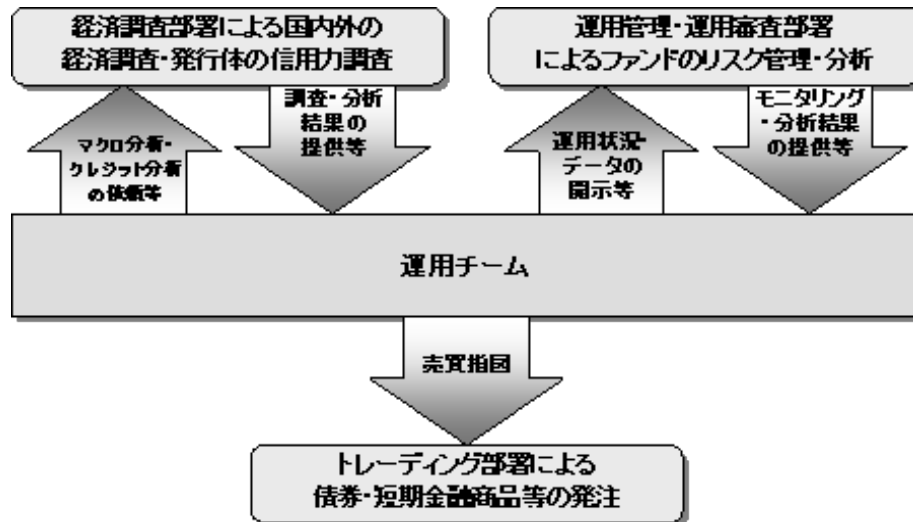 経済調査部署による国内外の
経済調査・発行体の信用力調査
運用管理・運用審査部署
によるファンドのリスク管理・分析
マクロ分析・
クレジット分析
の依頼等
調査・分析
結果の
提供等
運用状況・
データの
開示等
モニタリング
・分析結果
の提供等
運用チーム
売買指図
トレーディング部署による
債券・短期金融商品等の発注